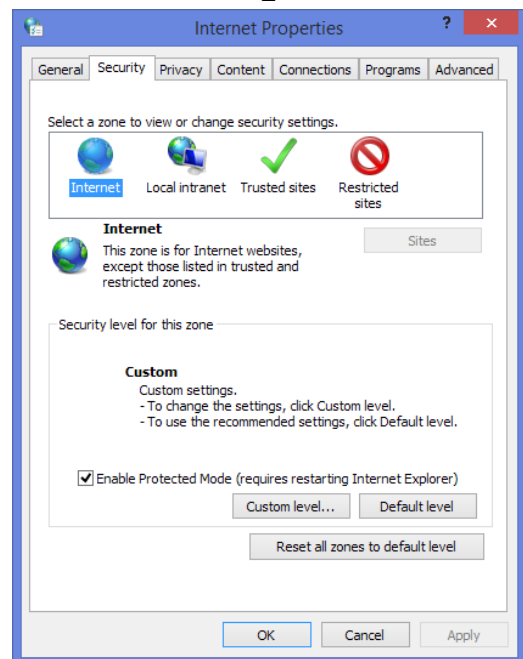 Internet Properties
?
×
General Security Privacy Content Connections Programs Advanced
Select a zone to view or change security settings.
Internet Local intranet Trusted sites Restricted
sites
Internet
Sites
This zone is for Internet websites,
except those listed in trusted and
restricted zones.
Security level for this zone
Custom
Custom settings.
- To change the settings, click Custom level.
- To use the recommended settings, click Default level.
Enable Protected Mode (requires restarting Internet Explorer)
Custom level... Default level
Reset all zones to default level
OK Cancel Apply